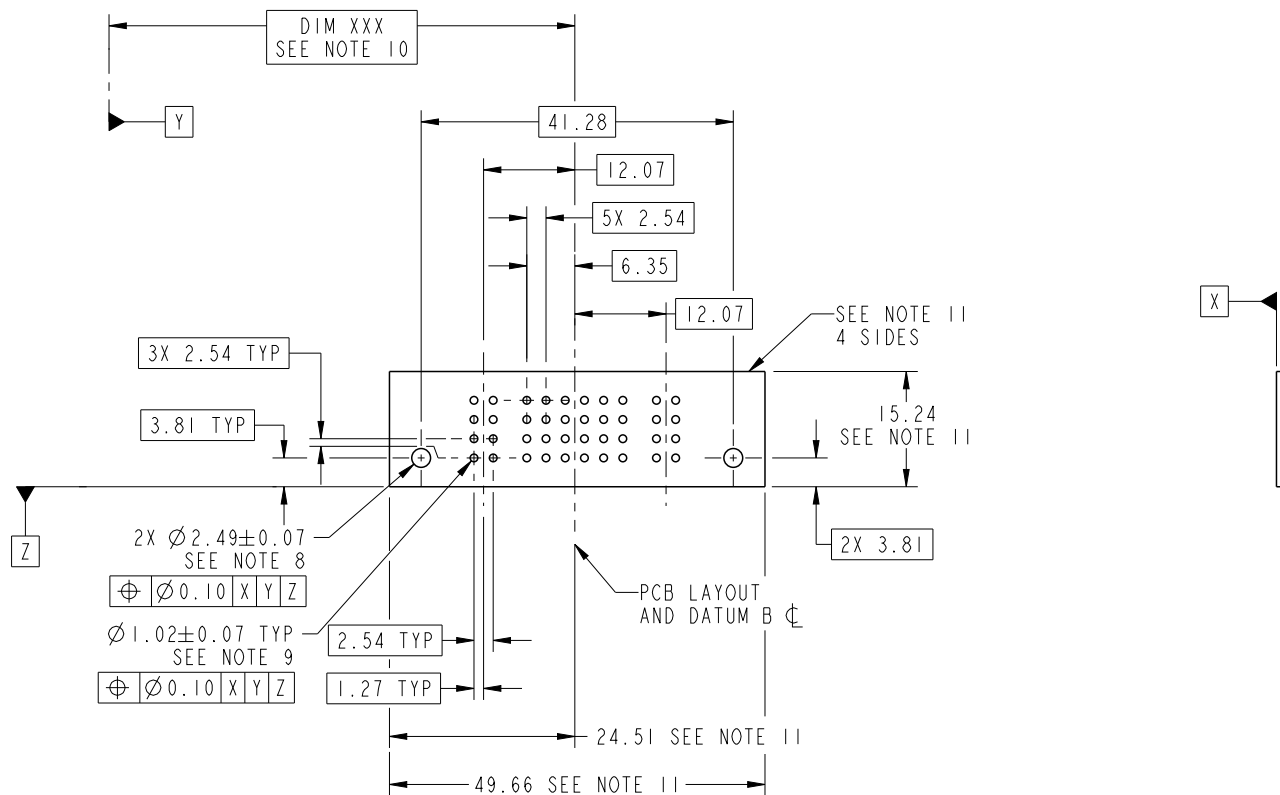 DIM XXX
SEE NOTE 10
Y
41.28
12.07
5X 2.54
6.35
X
12.07
SEE NOTE 11
4 SIDES
3X 2.54 TYP
3.81 TYP
15.24
SEE NOTE 11
2X Ø2.49±0.07
SEE NOTE 8
⌖ Ø0.10 X Y Z
Z
2X 3.81
PCB LAYOUT
AND DATUM B ℄
Ø1.02±0.07 TYP
SEE NOTE 9
⌖ Ø0.10 X Y Z
2.54 TYP
1.27 TYP
24.51 SEE NOTE 11
49.66 SEE NOTE 11